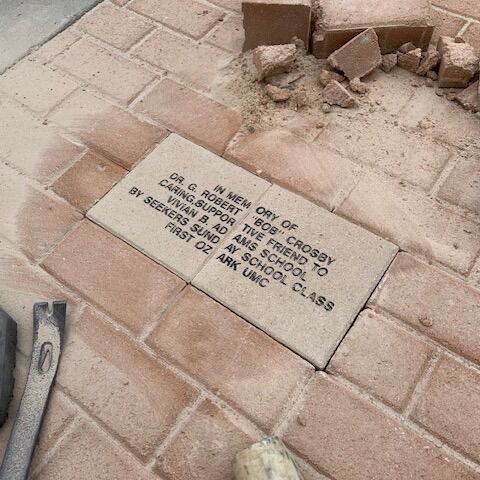 IN MEMORY OF
DR. G. ROBERT 'BOB' CROSBY
CARING, SUPPORTIVE FRIEND TO
VIVIAN B. ADAMS SCHOOL
BY SEEKERS SUNDAY SCHOOL CLASS
FIRST OZARK UMC